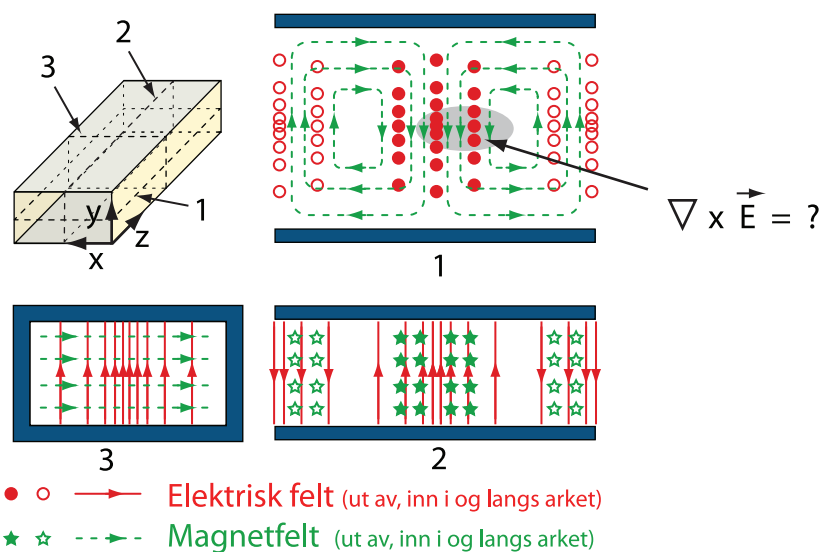 2
3
y
1
z
x
1
∇ x E⃗ = ?
3
2
Elektrisk felt (ut av, inn i og langs arket)
Magnetfelt (ut av, inn i og langs arket)